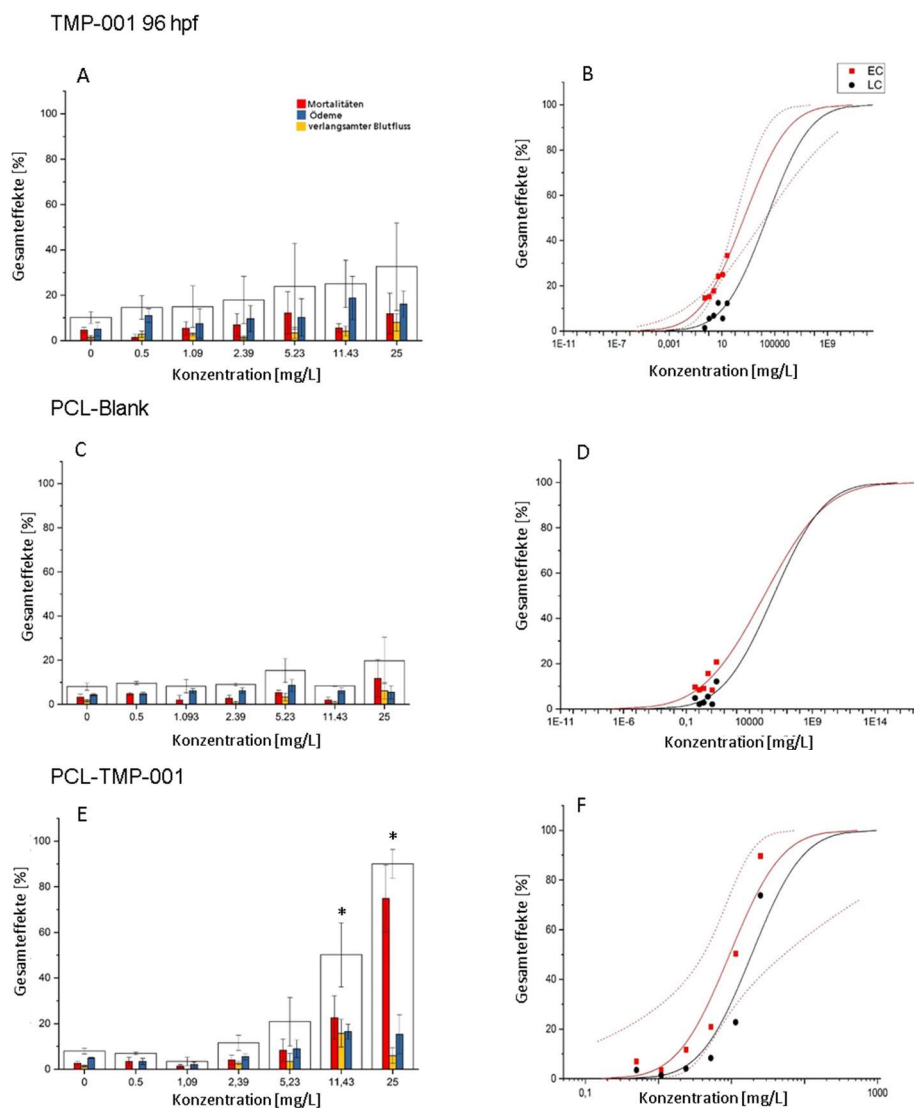 TMP-001 96 hpf
A
Mortalitäten
Ödeme
verlangsamter Blutfluss
Gesamteffekte [%]
100
80
60
40
20
0
0 0.5 1.09 2.39 5.23 11.43 25
Konzentration [mg/L]
B
EC
LC
Gesamteffekte [%]
100
80
60
40
20
0
1E-11 1E-7 0,001 10 100000 1E9
Konzentration [mg/L]
PCL-Blank
C
Gesamteffekte [%]
100
80
60
40
20
0
0 0.5 1.093 2.39 5.23 11.43 25
Konzentration [mg/L]
D
Gesamteffekte [%]
100
80
60
40
20
0
1E-11 1E-6 0,1 10000 1E9 1E14
Konzentration [mg/L]
PCL-TMP-001
E
*
*
Gesamteffekte [%]
100
80
60
40
20
0
0 0.5 1,09 2,39 5,23 11,43 25
Konzentration [mg/L]
F
Gesamteffekte [%]
100
80
60
40
20
0
0,1 1000
Konzentration [mg/L]